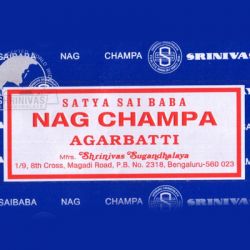 NAG CHAMPA SRINIVAS
SATYA SAI BABA
NAG CHAMPA
AGARBATTI
Mfrs. Shrinivas Sugandhalaya
1/9, 8th Cross, Magadi Road, P.B. No. 2318, Bengaluru-560 023
SAIBABA NAG CHAMPA SRINIVAS